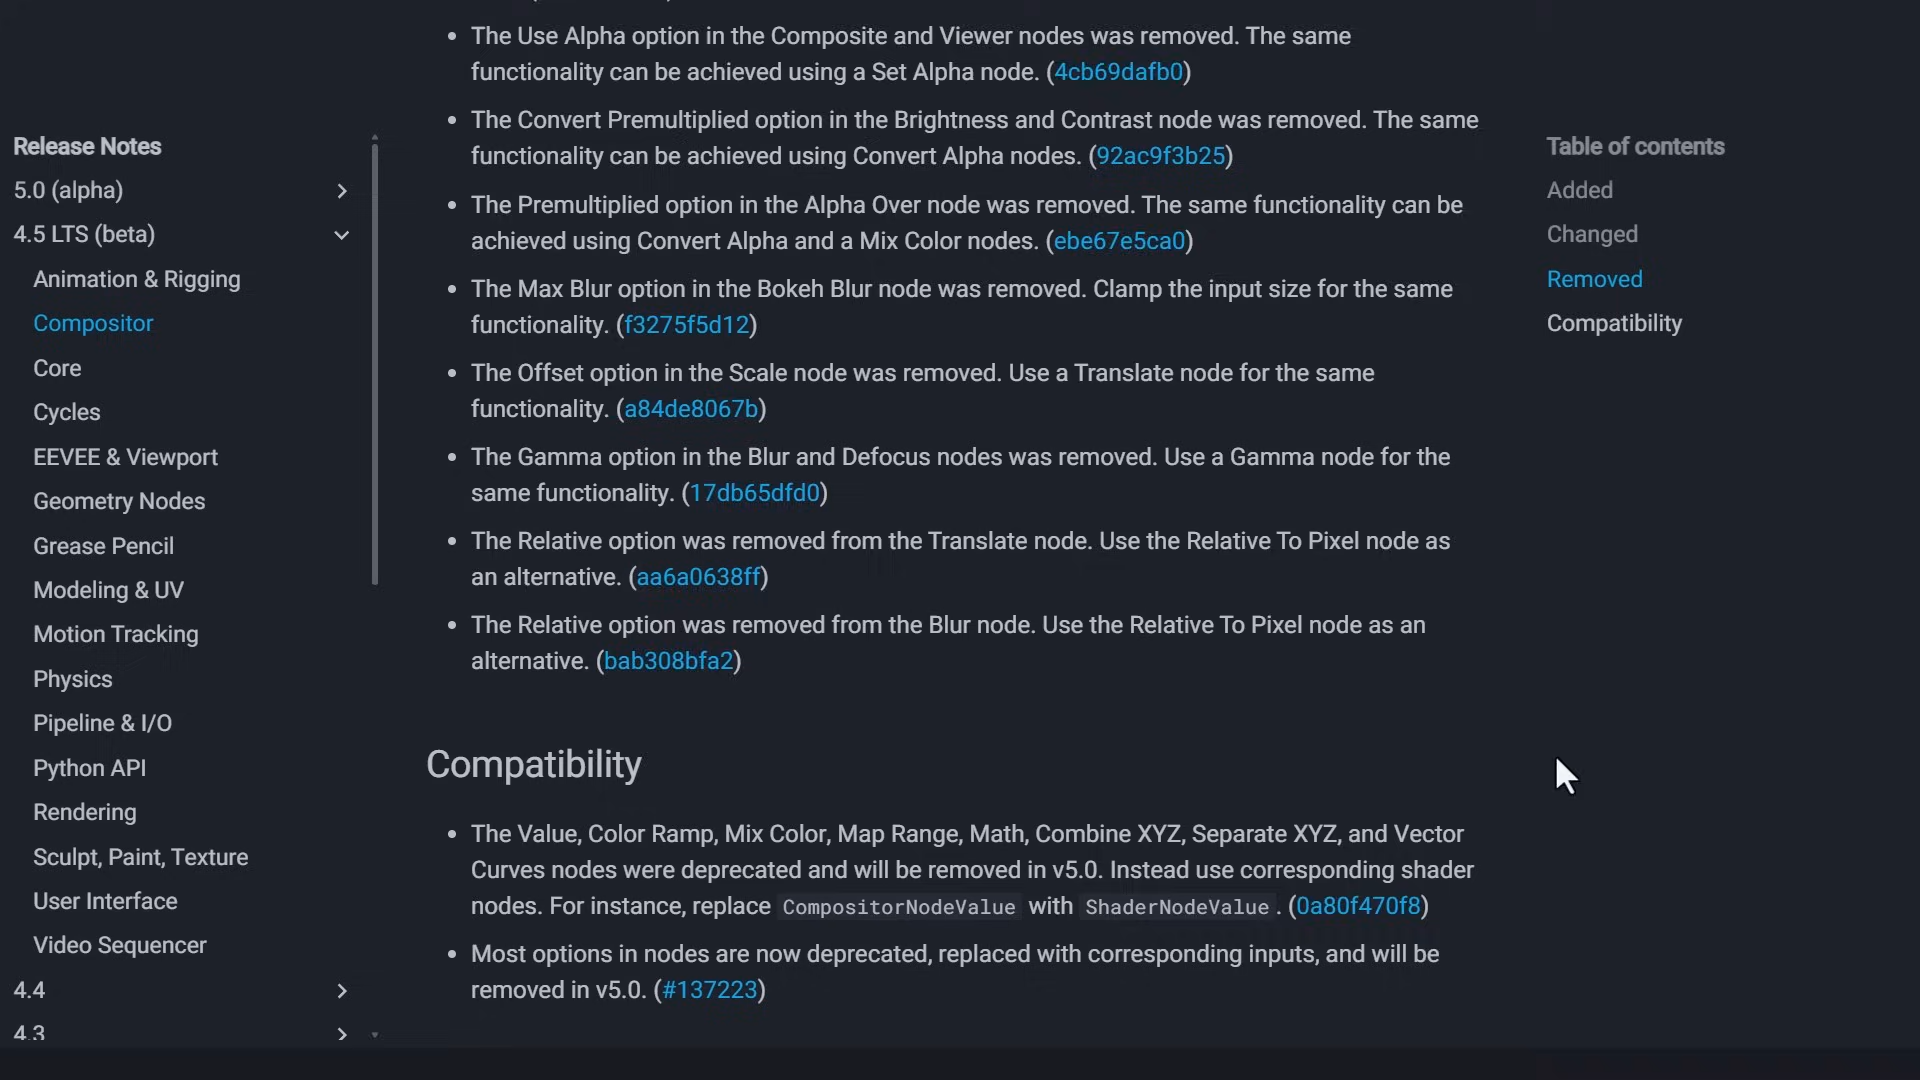 Release Notes
5.0 (alpha)
4.5 LTS (beta)
Animation & Rigging
Compositor
Core
Cycles
EEVEE & Viewport
Geometry Nodes
Grease Pencil
Modeling & UV
Motion Tracking
Physics
Pipeline & I/O
Python API
Rendering
Sculpt, Paint, Texture
User Interface
Video Sequencer
4.4
4.3
• The Use Alpha option in the Composite and Viewer nodes was removed. The same
functionality can be achieved using a Set Alpha node. (4cb69dafb0)
• The Convert Premultiplied option in the Brightness and Contrast node was removed. The same
functionality can be achieved using Convert Alpha nodes. (92ac9f3b25)
• The Premultiplied option in the Alpha Over node was removed. The same functionality can be
achieved using Convert Alpha and a Mix Color nodes. (ebe67e5ca0)
• The Max Blur option in the Bokeh Blur node was removed. Clamp the input size for the same
functionality. (f3275f5d12)
• The Offset option in the Scale node was removed. Use a Translate node for the same
functionality. (a84de8067b)
• The Gamma option in the Blur and Defocus nodes was removed. Use a Gamma node for the
same functionality. (17db65dfd0)
• The Relative option was removed from the Translate node. Use the Relative To Pixel node as
an alternative. (aa6a0638ff)
• The Relative option was removed from the Blur node. Use the Relative To Pixel node as an
alternative. (bab308bfa2)
Compatibility
• The Value, Color Ramp, Mix Color, Map Range, Math, Combine XYZ, Separate XYZ, and Vector
Curves nodes were deprecated and will be removed in v5.0. Instead use corresponding shader
nodes. For instance, replace CompositorNodeValue with ShaderNodeValue. (0a80f470f8)
• Most options in nodes are now deprecated, replaced with corresponding inputs, and will be
removed in v5.0. (#137223)
Table of contents
Added
Changed
Removed
Compatibility